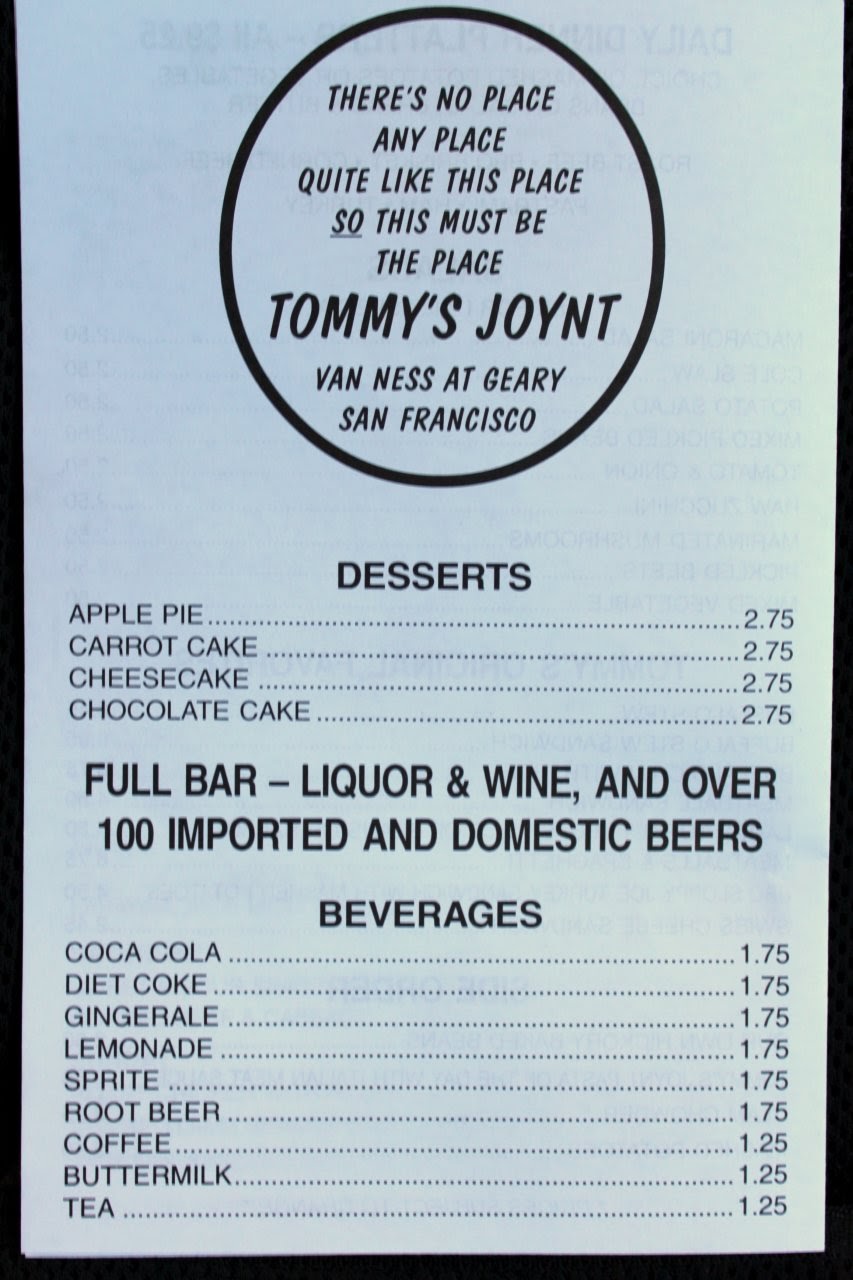 THERE'S NO PLACE
ANY PLACE
QUITE LIKE THIS PLACE
SO THIS MUST BE
THE PLACE
TOMMY'S JOYNT
VAN NESS AT GEARY
SAN FRANCISCO
DESSERTS
APPLE PIE 2.75
CARROT CAKE 2.75
CHEESECAKE 2.75
CHOCOLATE CAKE 2.75
FULL BAR – LIQUOR & WINE, AND OVER
100 IMPORTED AND DOMESTIC BEERS
BEVERAGES
COCA COLA 1.75
DIET COKE 1.75
GINGERALE 1.75
LEMONADE 1.75
SPRITE 1.75
ROOT BEER 1.75
COFFEE 1.25
BUTTERMILK 1.25
TEA 1.25